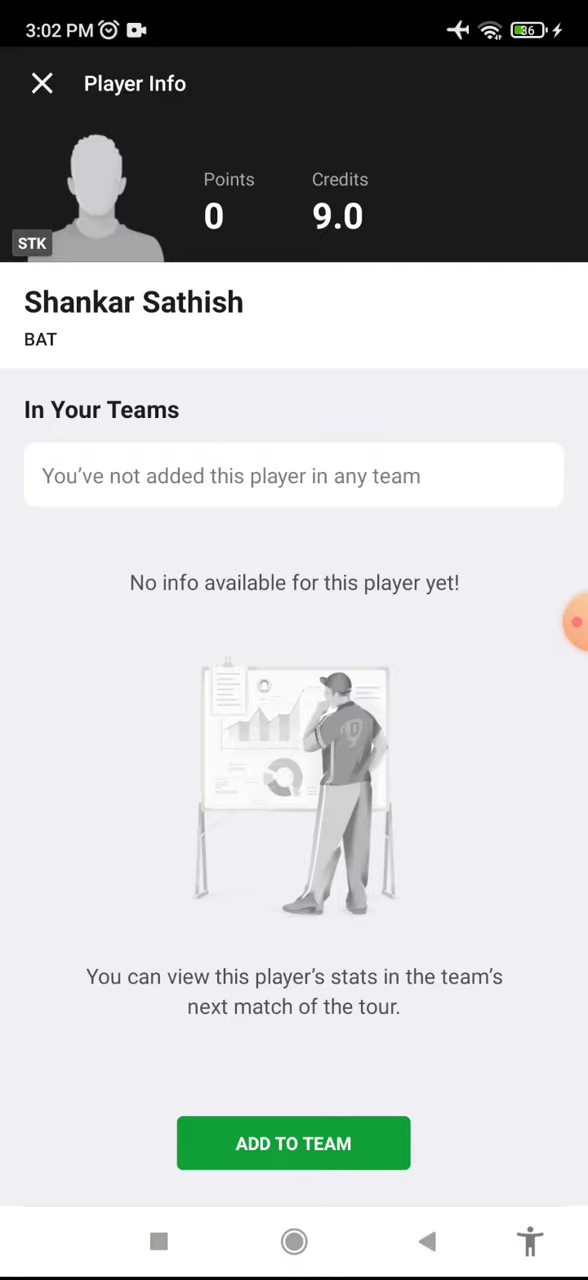 3:02 PM
36
Player Info
Points
Credits
0
9.0
STK
Shankar Sathish
BAT
In Your Teams
You've not added this player in any team
No info available for this player yet!
You can view this player's stats in the team's
next match of the tour.
ADD TO TEAM